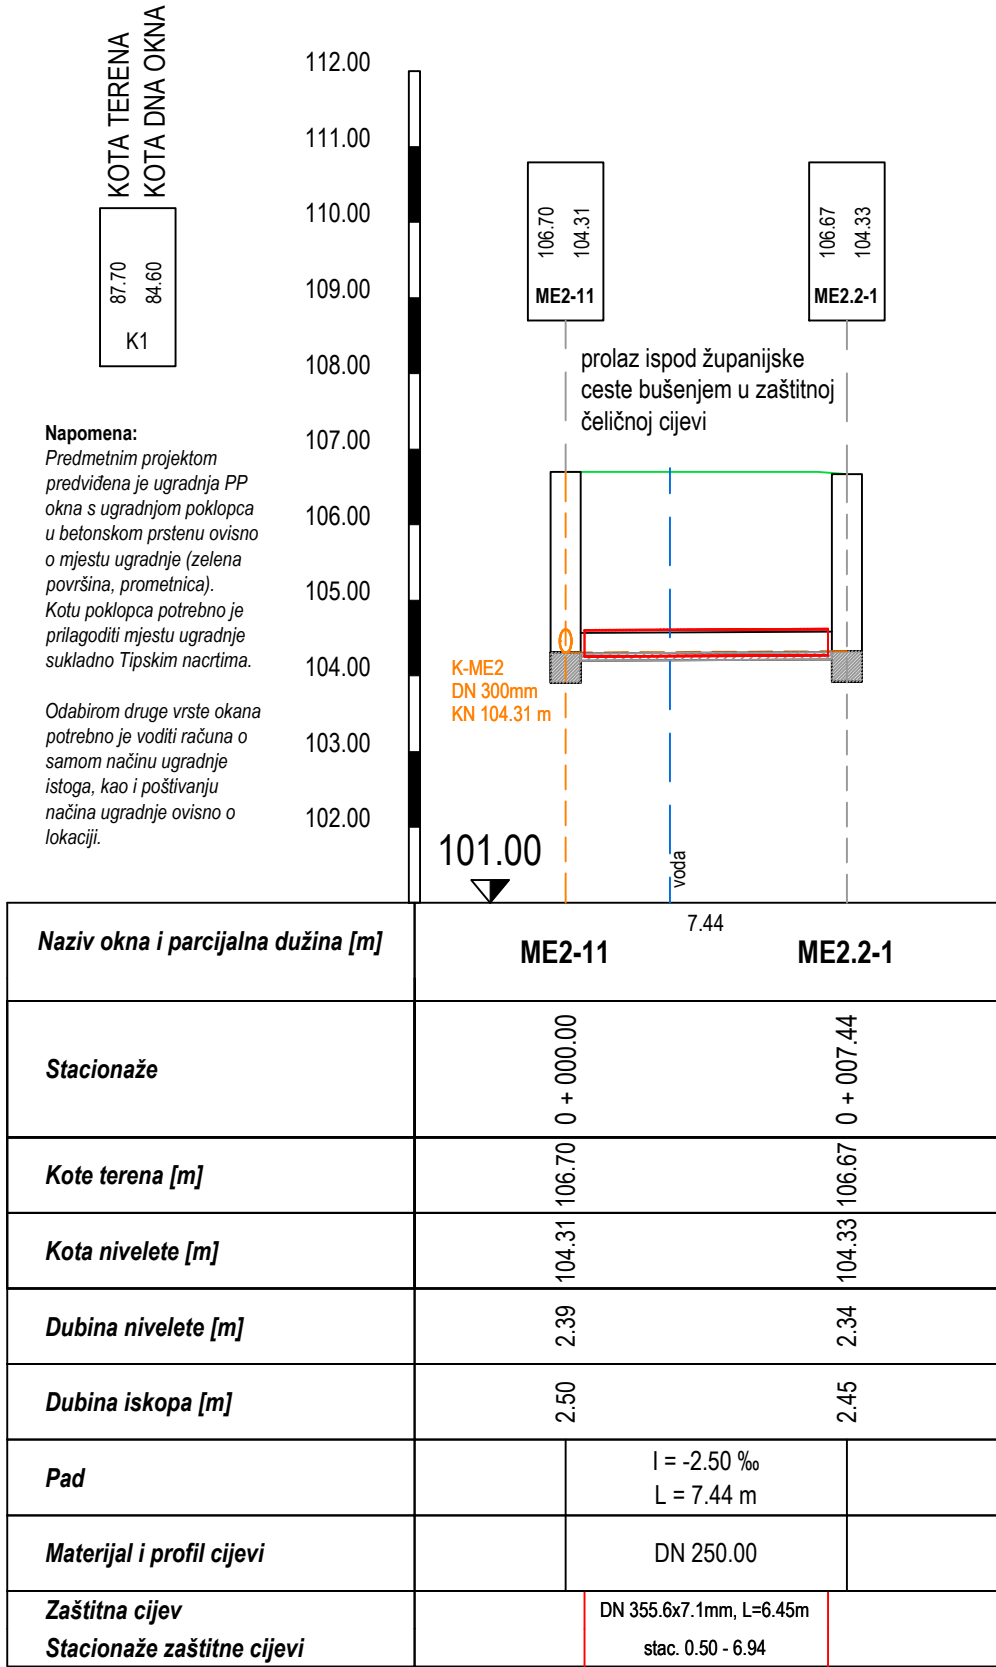 KOTA TERENA
KOTA DNA OKNA
87.70
84.60
K1
Napomena:
Predmetnim projektom
predviđena je ugradnja PP
okna s ugradnjom poklopca
u betonskom prstenu ovisno
o mjestu ugradnje (zelena
površina, prometnica).
Kotu poklopca potrebno je
prilagoditi mjestu ugradnje
sukladno Tipskim nacrtima.
Odabirom druge vrste okana
potrebno je voditi računa o
samom načinu ugradnje
istoga, kao i poštivanju
načina ugradnje ovisno o
lokaciji.
112.00
111.00
110.00
109.00
108.00
107.00
106.00
105.00
104.00
103.00
102.00
101.00
106.70
104.31
ME2-11
106.67
104.33
ME2.2-1
prolaz ispod županijske
ceste bušenjem u zaštitnoj
čeličnoj cijevi
K-ME2
DN 300mm
KN 104.31 m
voda
Naziv okna i parcijalna dužina [m]
7.44
ME2-11 ME2.2-1
Stacionaže 0 + 000.00 0 + 007.44
Kote terena [m] 106.70 106.67
Kota nivelete [m] 104.31 104.33
Dubina nivelete [m] 2.39 2.34
Dubina iskopa [m] 2.50 2.45
Pad
I = -2.50 ‰
L = 7.44 m
Materijal i profil cijevi DN 250.00
Zaštitna cijev DN 355.6x7.1mm, L=6.45m
Stacionaže zaštitne cijevi stac. 0.50 - 6.94